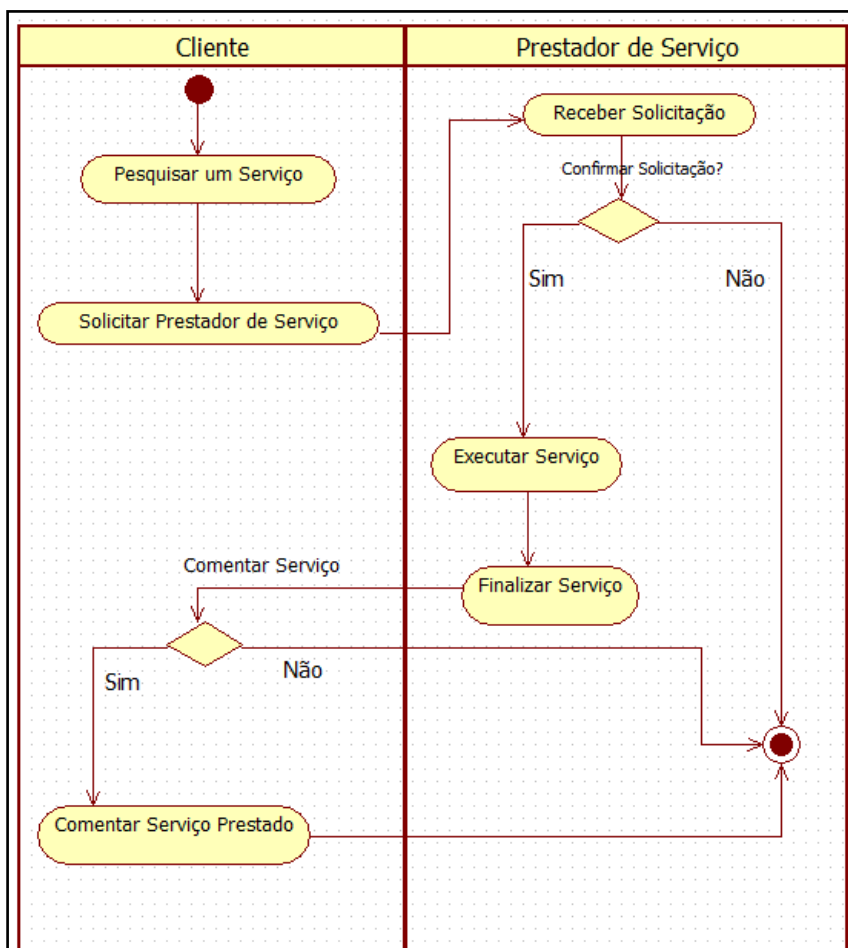 Cliente
Prestador de Serviço
Receber Solicitação
Confirmar Solicitação?
Pesquisar um Serviço
Sim
Não
Solicitar Prestador de Serviço
Executar Serviço
Comentar Serviço
Finalizar Serviço
Sim
Não
Comentar Serviço Prestado